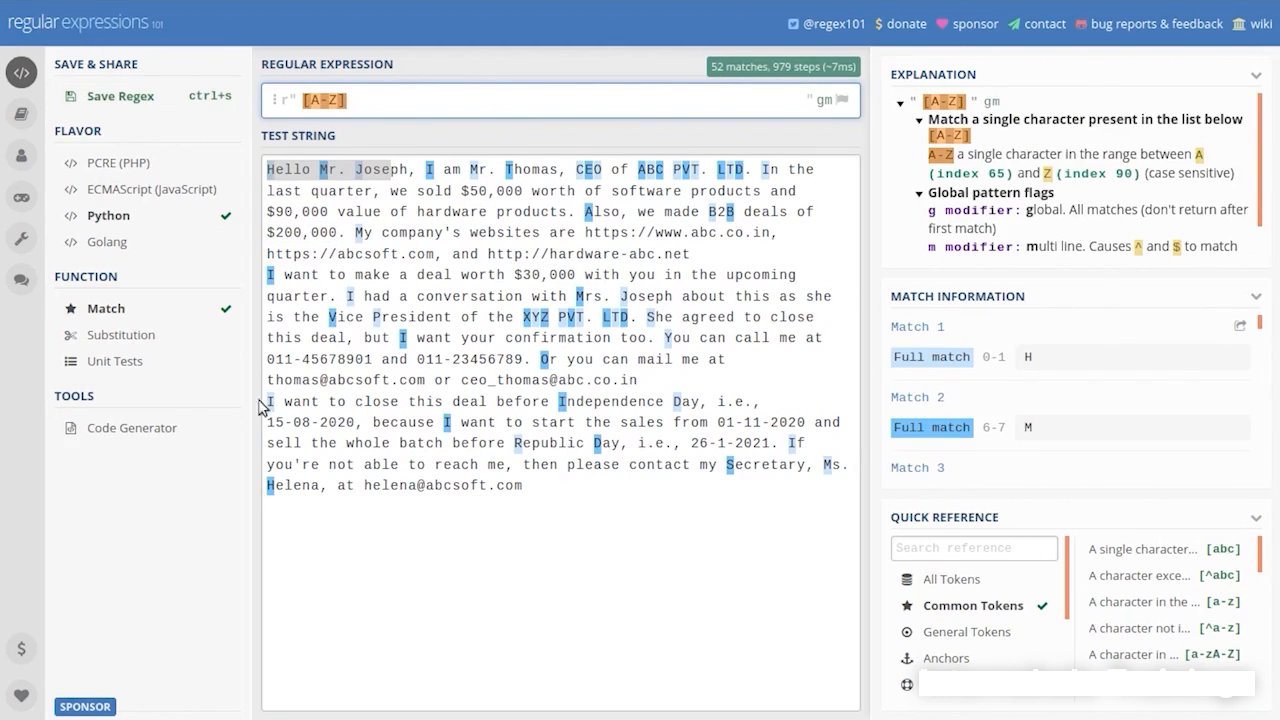 regular expressions 101
@regex101
donate
sponsor
contact
bug reports & feedback
wiki
SAVE & SHARE
Save Regex ctrl+s
FLAVOR
PCRE (PHP)
ECMAScript (JavaScript)
Python
Golang
FUNCTION
Match
Substitution
Unit Tests
TOOLS
Code Generator
SPONSOR
REGULAR EXPRESSION
52 matches, 979 steps (~7ms)
r" [A-Z] " gm
TEST STRING
Hello Mr. Joseph, I am Mr. Thomas, CEO of ABC PVT. LTD. In the
last quarter, we sold $50,000 worth of software products and
$90,000 value of hardware products. Also, we made B2B deals of
$200,000. My company's websites are https://www.abc.co.in,
https://abcsoft.com, and http://hardware-abc.net
I want to make a deal worth $30,000 with you in the upcoming
quarter. I had a conversation with Mrs. Joseph about this as she
is the Vice President of the XYZ PVT. LTD. She agreed to close
this deal, but I want your confirmation too. You can call me at
011-45678901 and 011-23456789. Or you can mail me at
thomas@abcsoft.com or ceo_thomas@abc.co.in
I want to close this deal before Independence Day, i.e.,
15-08-2020, because I want to start the sales from 01-11-2020 and
sell the whole batch before Republic Day, i.e., 26-1-2021. If
you're not able to reach me, then please contact my Secretary, Ms.
Helena, at helena@abcsoft.com
EXPLANATION
" [A-Z] " gm
Match a single character present in the list below
[A-Z]
A-Z a single character in the range between A
(index 65) and Z (index 90) (case sensitive)
Global pattern flags
g modifier: global. All matches (don't return after
first match)
m modifier: multi line. Causes ^ and $ to match
MATCH INFORMATION
Match 1
Full match 0-1 H
Match 2
Full match 6-7 M
Match 3
QUICK REFERENCE
Search reference
All Tokens
Common Tokens
General Tokens
Anchors
A single character... [abc]
A character exce... [^abc]
A character in the ... [a-z]
A character not i... [^a-z]
A character in ... [a-zA-Z]